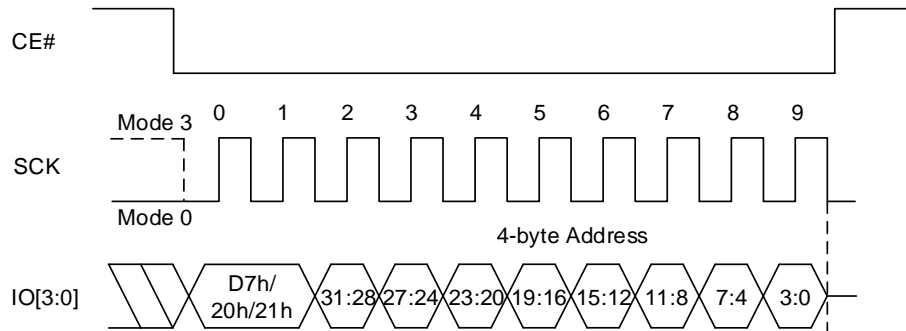 CE#
0 1 2 3 4 5 6 7 8 9
Mode 3
SCK
Mode 0
4-byte Address
IO[3:0]
D7h/
20h/21h
31:28 27:24 23:20 19:16 15:12 11:8 7:4 3:0